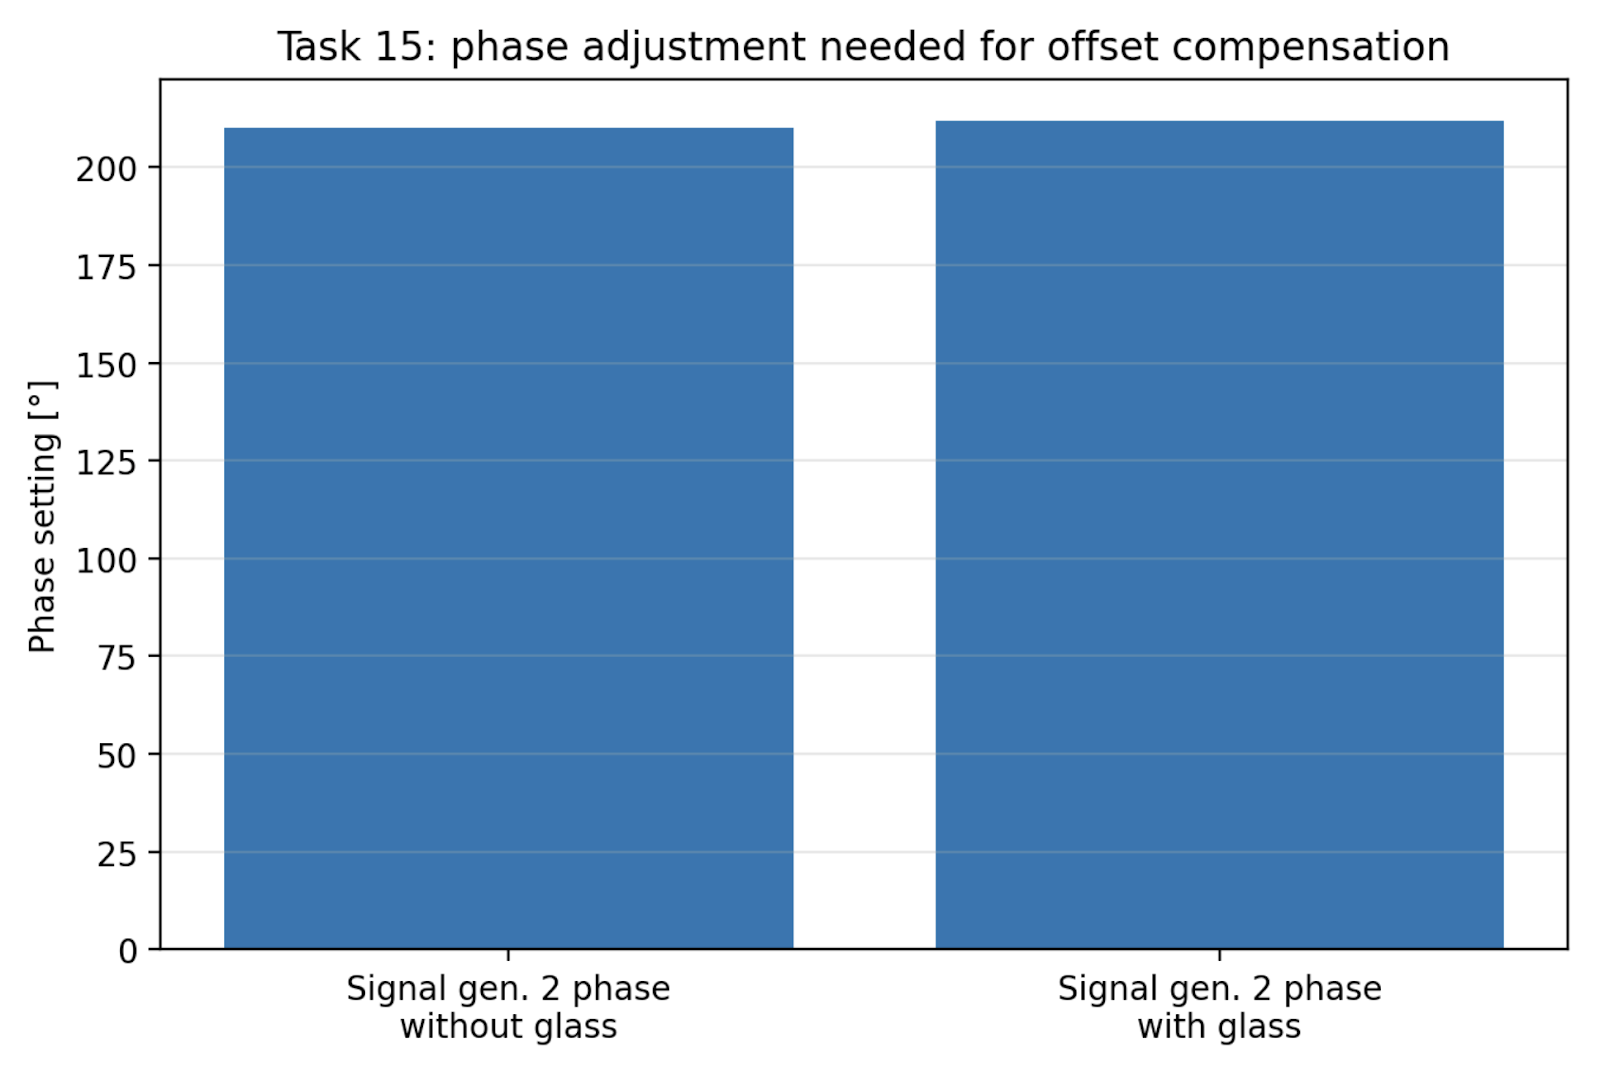 Task 15: phase adjustment needed for offset compensation
Phase setting [°]
200
175
150
125
100
75
50
25
0
Signal gen. 2 phase
without glass
Signal gen. 2 phase
with glass